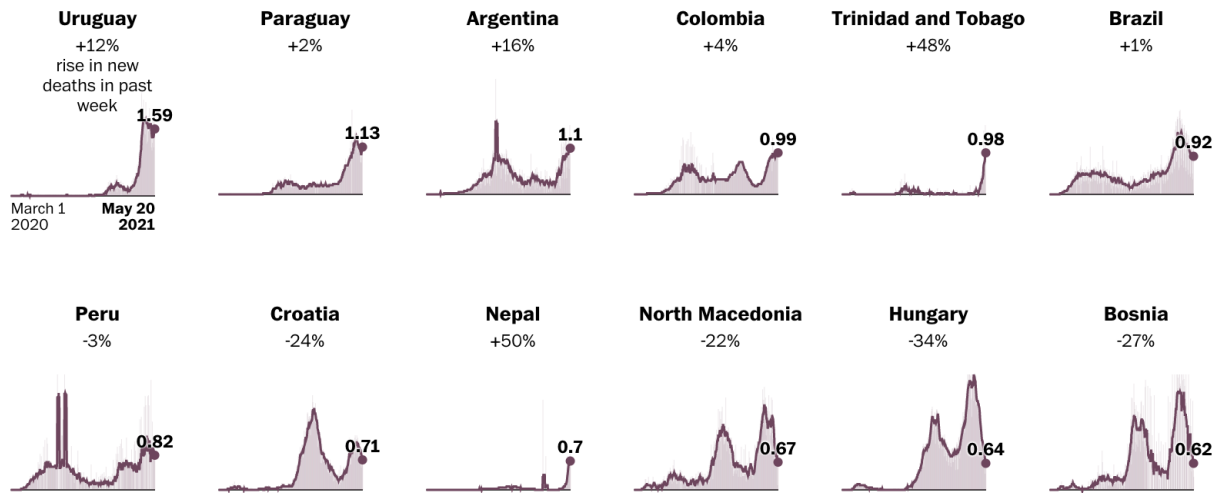 Uruguay
+12%
rise in new
deaths in past
week
1.59
March 1
2020
May 20
2021
Paraguay
+2%
1.13
Argentina
+16%
1.1
Colombia
+4%
0.99
Trinidad and Tobago
+48%
0.98
Brazil
+1%
0.92
Peru
-3%
0.82
Croatia
-24%
0.71
Nepal
+50%
0.7
North Macedonia
-22%
0.67
Hungary
-34%
0.64
Bosnia
-27%
0.62